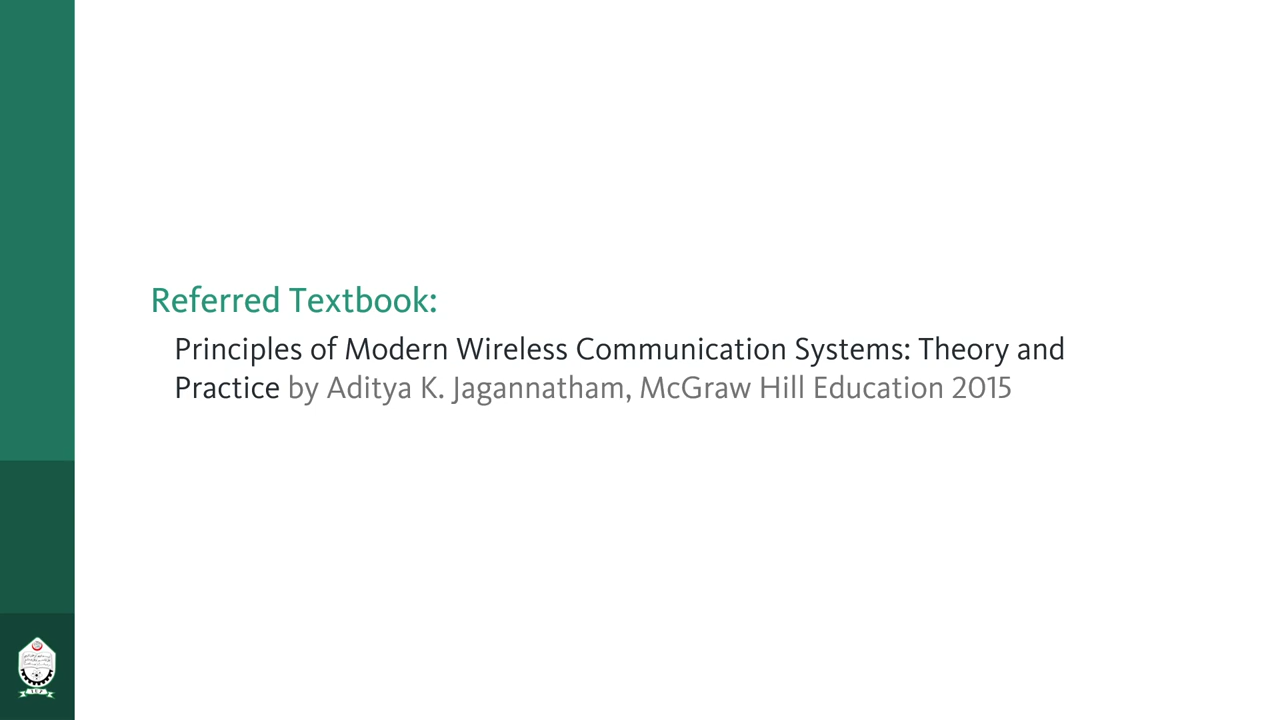 Referred Textbook:
Principles of Modern Wireless Communication Systems: Theory and
Practice by Aditya K. Jagannatham, McGraw Hill Education 2015